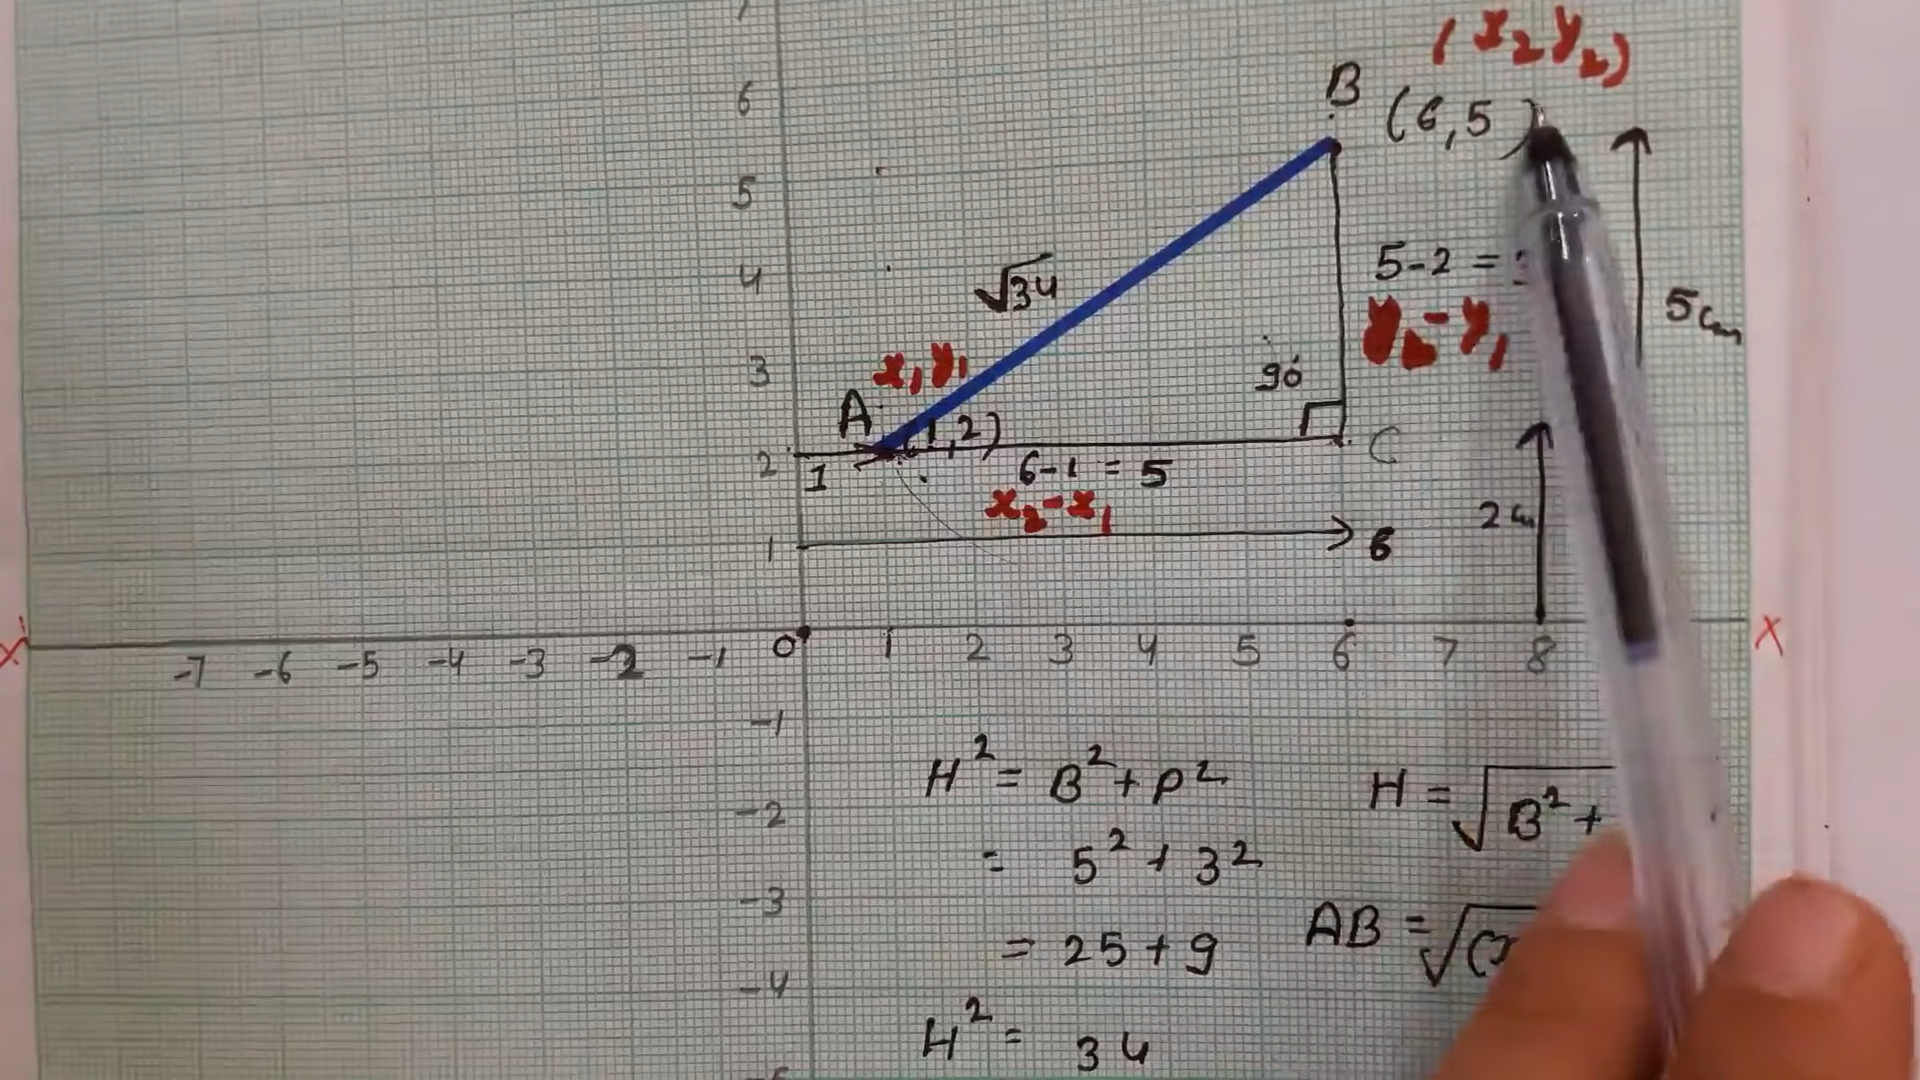 7
(x₂ y₂)
B
(6,5)
6
5
4
3
2
1
√34
5-2 =
y₂-y₁
5cm
90°
x₁ y₁
A
(1,2)
C
1
6-1 = 5
x₂-x₁
6
2cm
X'
X
-7 -6 -5 -4 -3 -2 -1 0 1 2 3 4 5 6 7 8
-1
-2
-3
-4
H² = B² + P²
= 5² + 3²
= 25 + 9
H² = 34
H = √B² +
AB = √(x